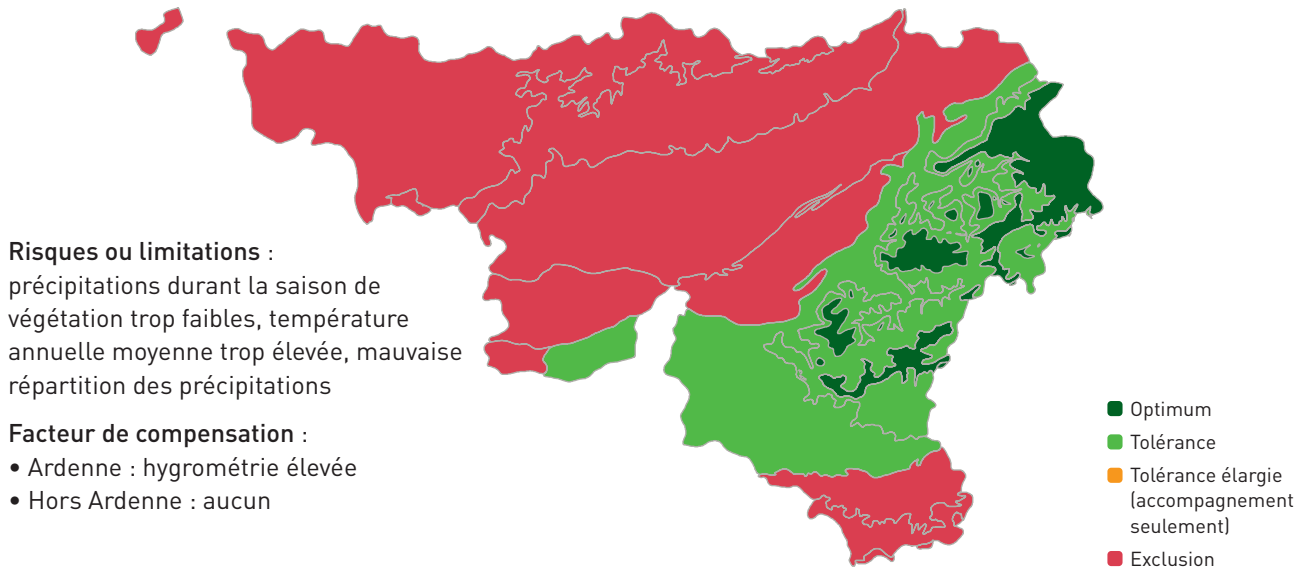 Risques ou limitations :
précipitations durant la saison de
végétation trop faibles, température
annuelle moyenne trop élevée, mauvaise
répartition des précipitations
Facteur de compensation :
• Ardenne : hygrométrie élevée
• Hors Ardenne : aucun
Optimum
Tolérance
Tolérance élargie
(accompagnement
seulement)
Exclusion